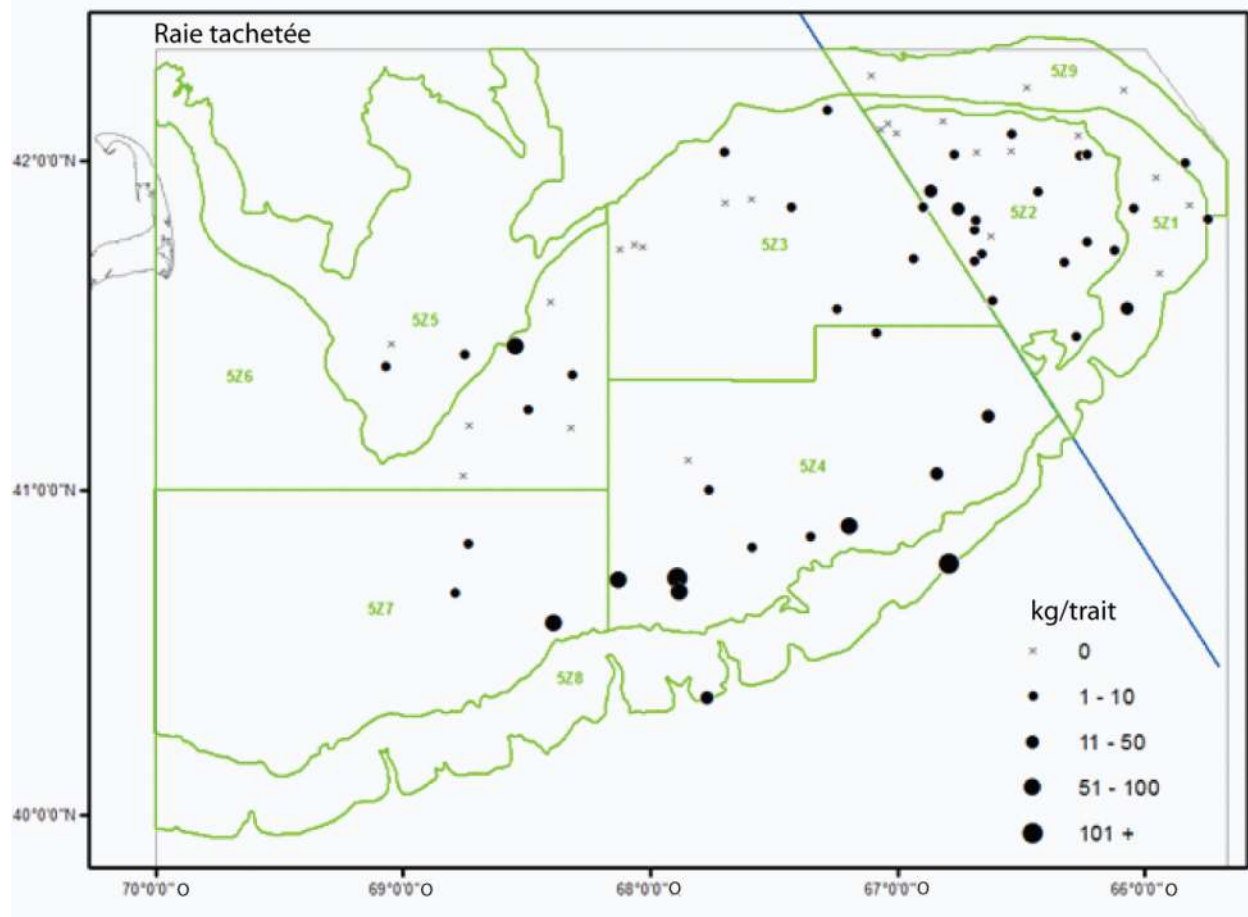 Raie tachetée
5Z9
42°0'0"N
5Z2
5Z1
5Z3
5Z5
5Z6
5Z4
41°0'0"N
5Z7
kg/trait
0
5Z8
1 - 10
11 - 50
51 - 100
40°0'0"N
101 +
70°0'0"O
69°0'0"O
68°0'0"O
67°0'0"O
66°0'0"O